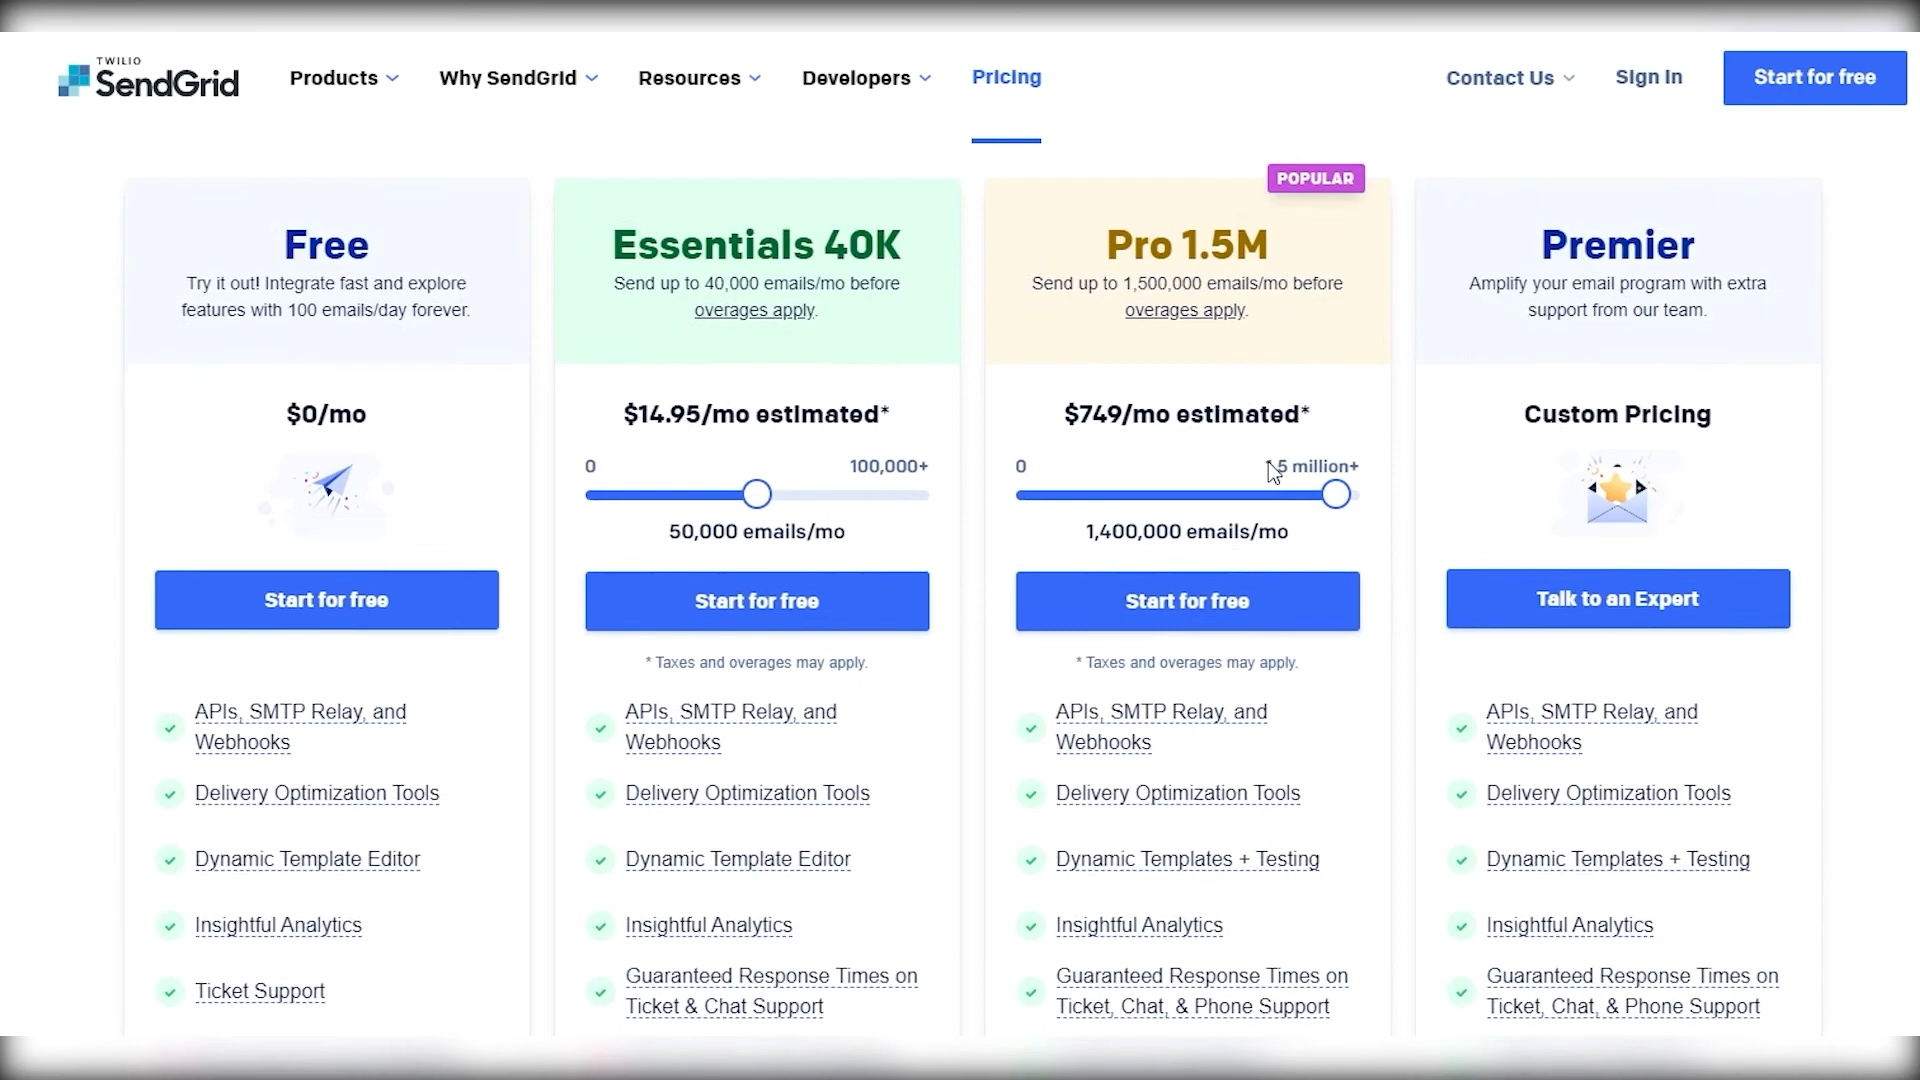 TWILIO
SendGrid
Products
Why SendGrid
Resources
Developers
Pricing
Contact Us
Sign In
Start for free
Free
Try it out! Integrate fast and explore
features with 100 emails/day forever.
$0/mo
Start for free
APIs, SMTP Relay, and
Webhooks
Delivery Optimization Tools
Dynamic Template Editor
Insightful Analytics
Ticket Support
Essentials 40K
Send up to 40,000 emails/mo before
overages apply.
$14.95/mo estimated*
0
100,000+
50,000 emails/mo
Start for free
* Taxes and overages may apply.
APIs, SMTP Relay, and
Webhooks
Delivery Optimization Tools
Dynamic Template Editor
Insightful Analytics
Guaranteed Response Times on
Ticket & Chat Support
POPULAR
Pro 1.5M
Send up to 1,500,000 emails/mo before
overages apply.
$749/mo estimated*
0
5 million+
1,400,000 emails/mo
Start for free
* Taxes and overages may apply.
APIs, SMTP Relay, and
Webhooks
Delivery Optimization Tools
Dynamic Templates + Testing
Insightful Analytics
Guaranteed Response Times on
Ticket, Chat, & Phone Support
Premier
Amplify your email program with extra
support from our team.
Custom Pricing
Talk to an Expert
APIs, SMTP Relay, and
Webhooks
Delivery Optimization Tools
Dynamic Templates + Testing
Insightful Analytics
Guaranteed Response Times on
Ticket, Chat, & Phone Support